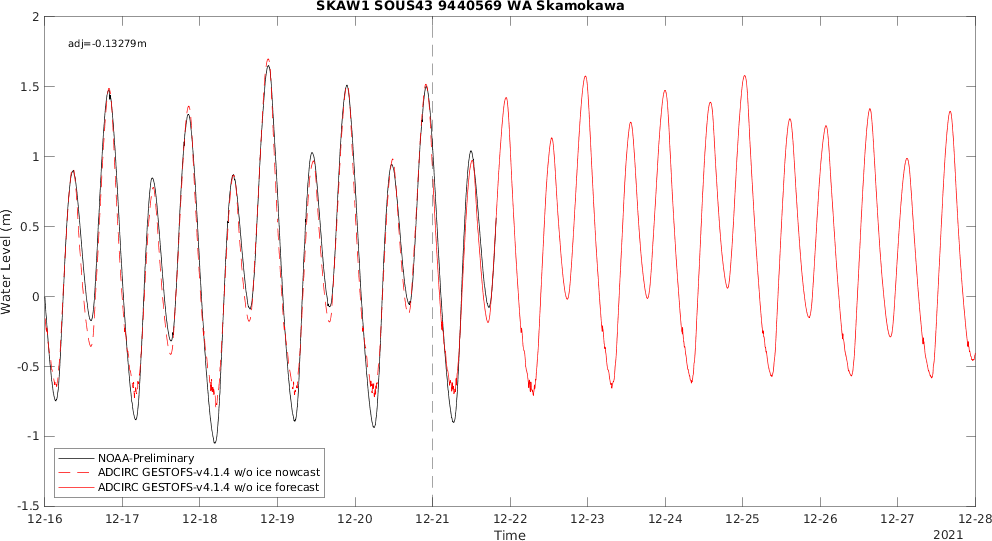 SKAW1 SOUS43 9440569 WA Skamokawa
adj=-0.13279m
2
1.5
1
0.5
0
-0.5
-1
-1.5
Water Level (m)
NOAA-Preliminary
ADCIRC GESTOFS-v4.1.4 w/o ice nowcast
ADCIRC GESTOFS-v4.1.4 w/o ice forecast
12-16 12-17 12-18 12-19 12-20 12-21 12-22 12-23 12-24 12-25 12-26 12-27 12-28
Time
2021